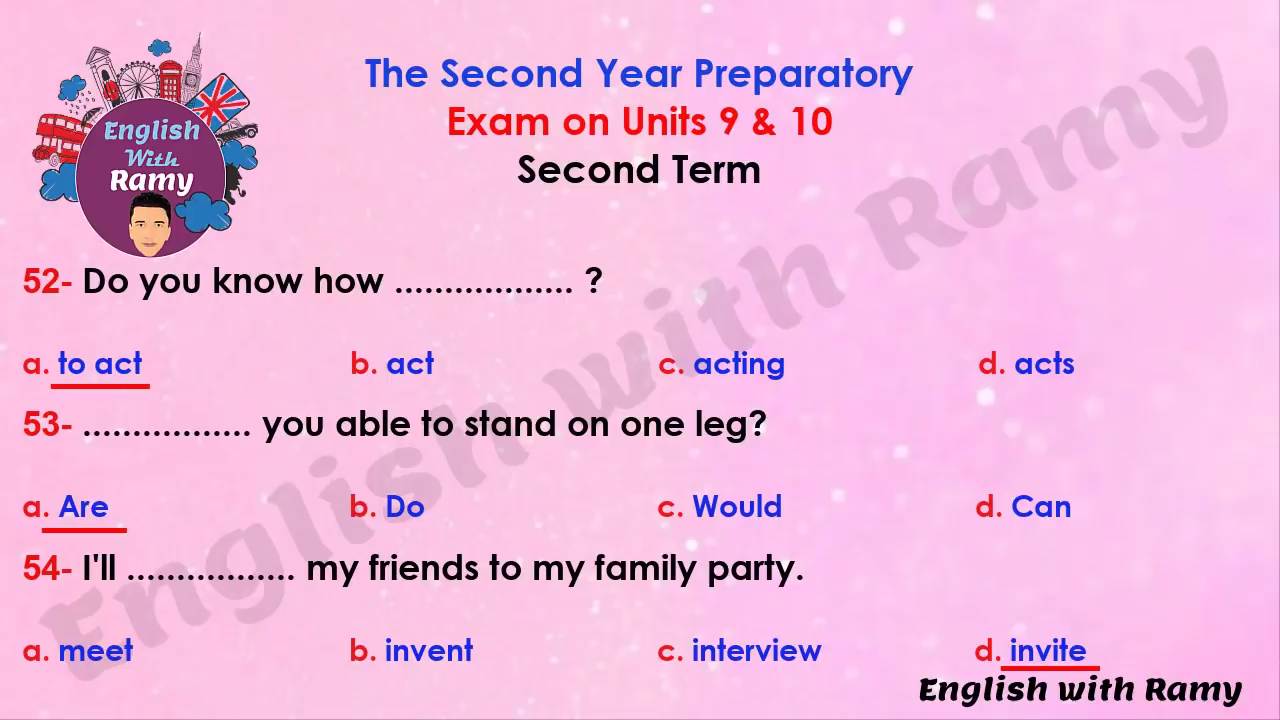 English
With
Ramy
The Second Year Preparatory
Exam on Units 9 & 10
Second Term
52- Do you know how .................. ?
a. to act b. act c. acting d. acts
53- ................. you able to stand on one leg?
a. Are b. Do c. Would d. Can
54- I'll ................. my friends to my family party.
a. meet b. invent c. interview d. invite
English with Ramy
English with Ramy